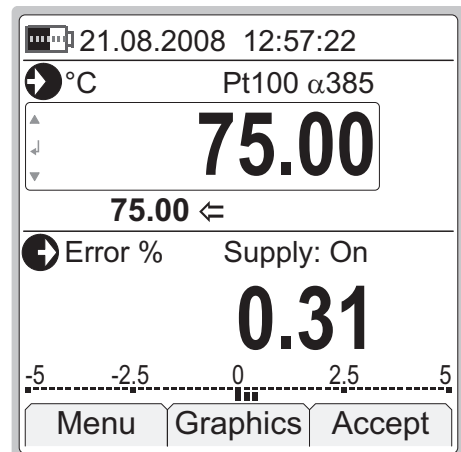 21.08.2008 12:57:22
°C Pt100 α385
75.00
75.00 ⇐
Error % Supply: On
0.31
-5 -2.5 0 2.5 5
Menu Graphics Accept